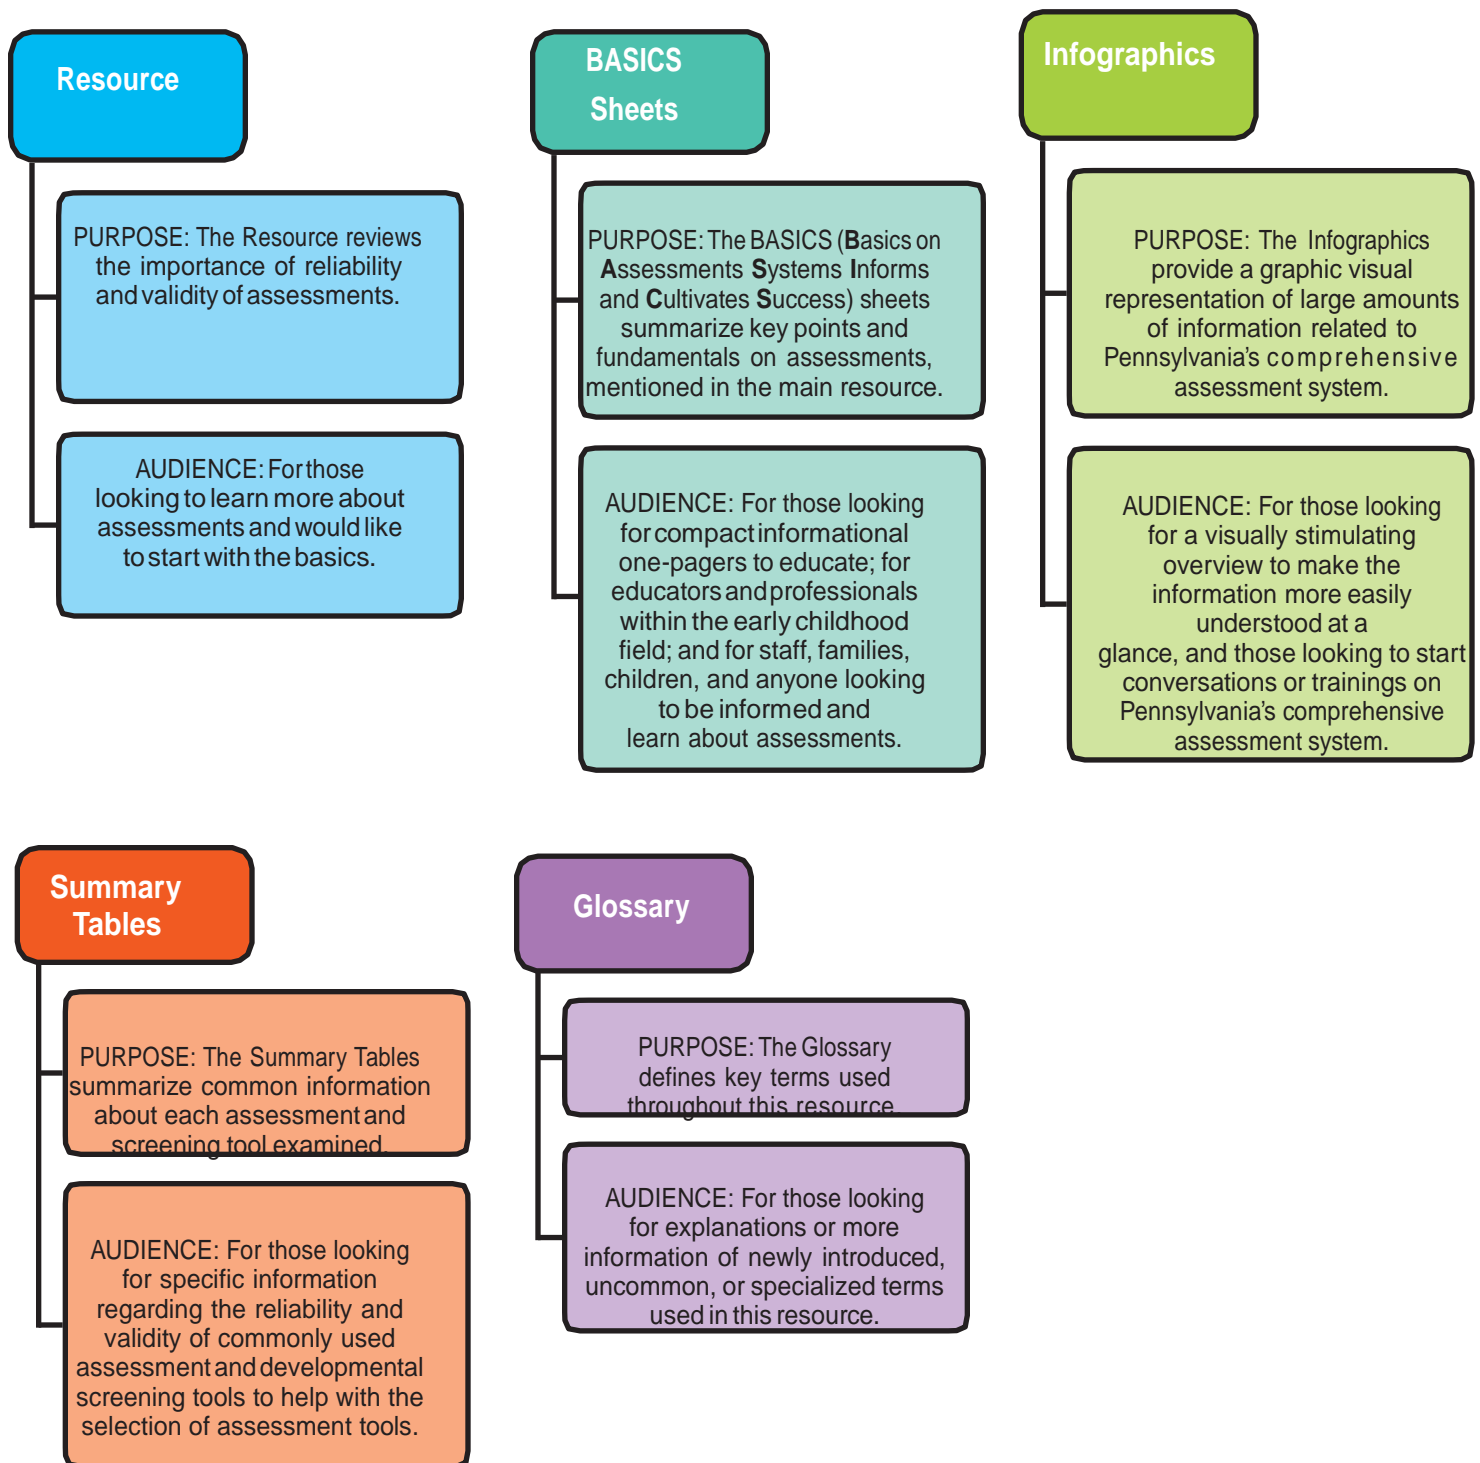 Resource
PURPOSE: The Resource reviews
the importance of reliability
and validity of assessments.
AUDIENCE: For those
looking to learn more about
assessments and would like
to start with the basics.
BASICS
Sheets
PURPOSE: The BASICS (Basics on
Assessments Systems Informs
and Cultivates Success) sheets
summarize key points and
fundamentals on assessments,
mentioned in the main resource.
AUDIENCE: For those looking
for compact informational
one-pagers to educate; for
educators and professionals
within the early childhood
field; and for staff, families,
children, and anyone looking
to be informed and
learn about assessments.
Infographics
PURPOSE: The Infographics
provide a graphic visual
representation of large amounts
of information related to
Pennsylvania’s comprehensive
assessment system.
AUDIENCE: For those looking
for a visually stimulating
overview to make the
information more easily
understood at a
glance, and those looking to start
conversations or trainings on
Pennsylvania’s comprehensive
assessment system.
Summary
Tables
PURPOSE: The Summary Tables
summarize common information
about each assessment and
screening tool examined.
AUDIENCE: For those looking
for specific information
regarding the reliability and
validity of commonly used
assessment and developmental
screening tools to help with the
selection of assessment tools.
Glossary
PURPOSE: The Glossary
defines key terms used
throughout this resource.
AUDIENCE: For those looking
for explanations or more
information of newly introduced,
uncommon, or specialized terms
used in this resource.